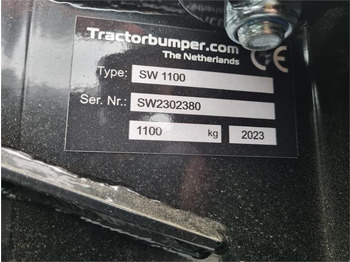 Tractorbumper.com
The Netherlands
Type: SW 1100
Ser. Nr.: SW2302380
1100 kg 2023
CE